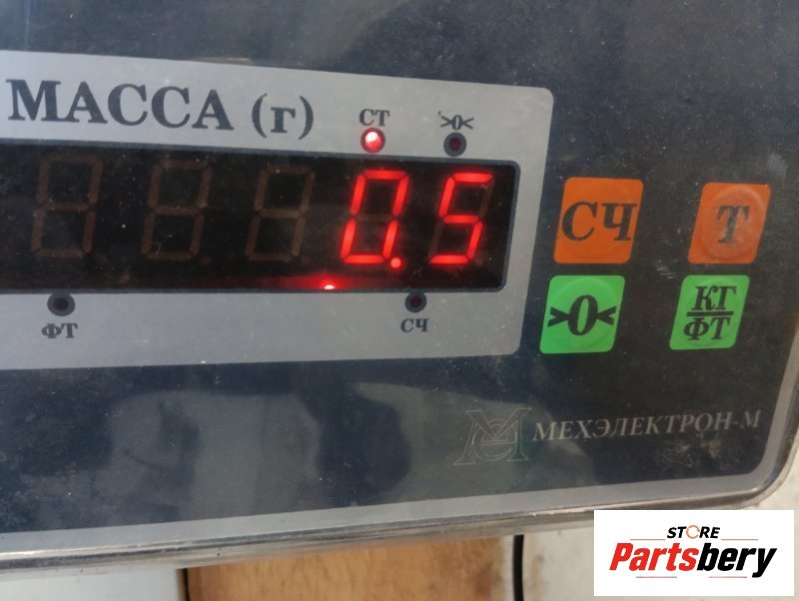 МАССА (г)
СТ
>0<
0.5
ФТ
СЧ
СЧ
Т
>0<
КГ
ФТ
МЕХЭЛЕКТРОН-М
STORE
Partsbery